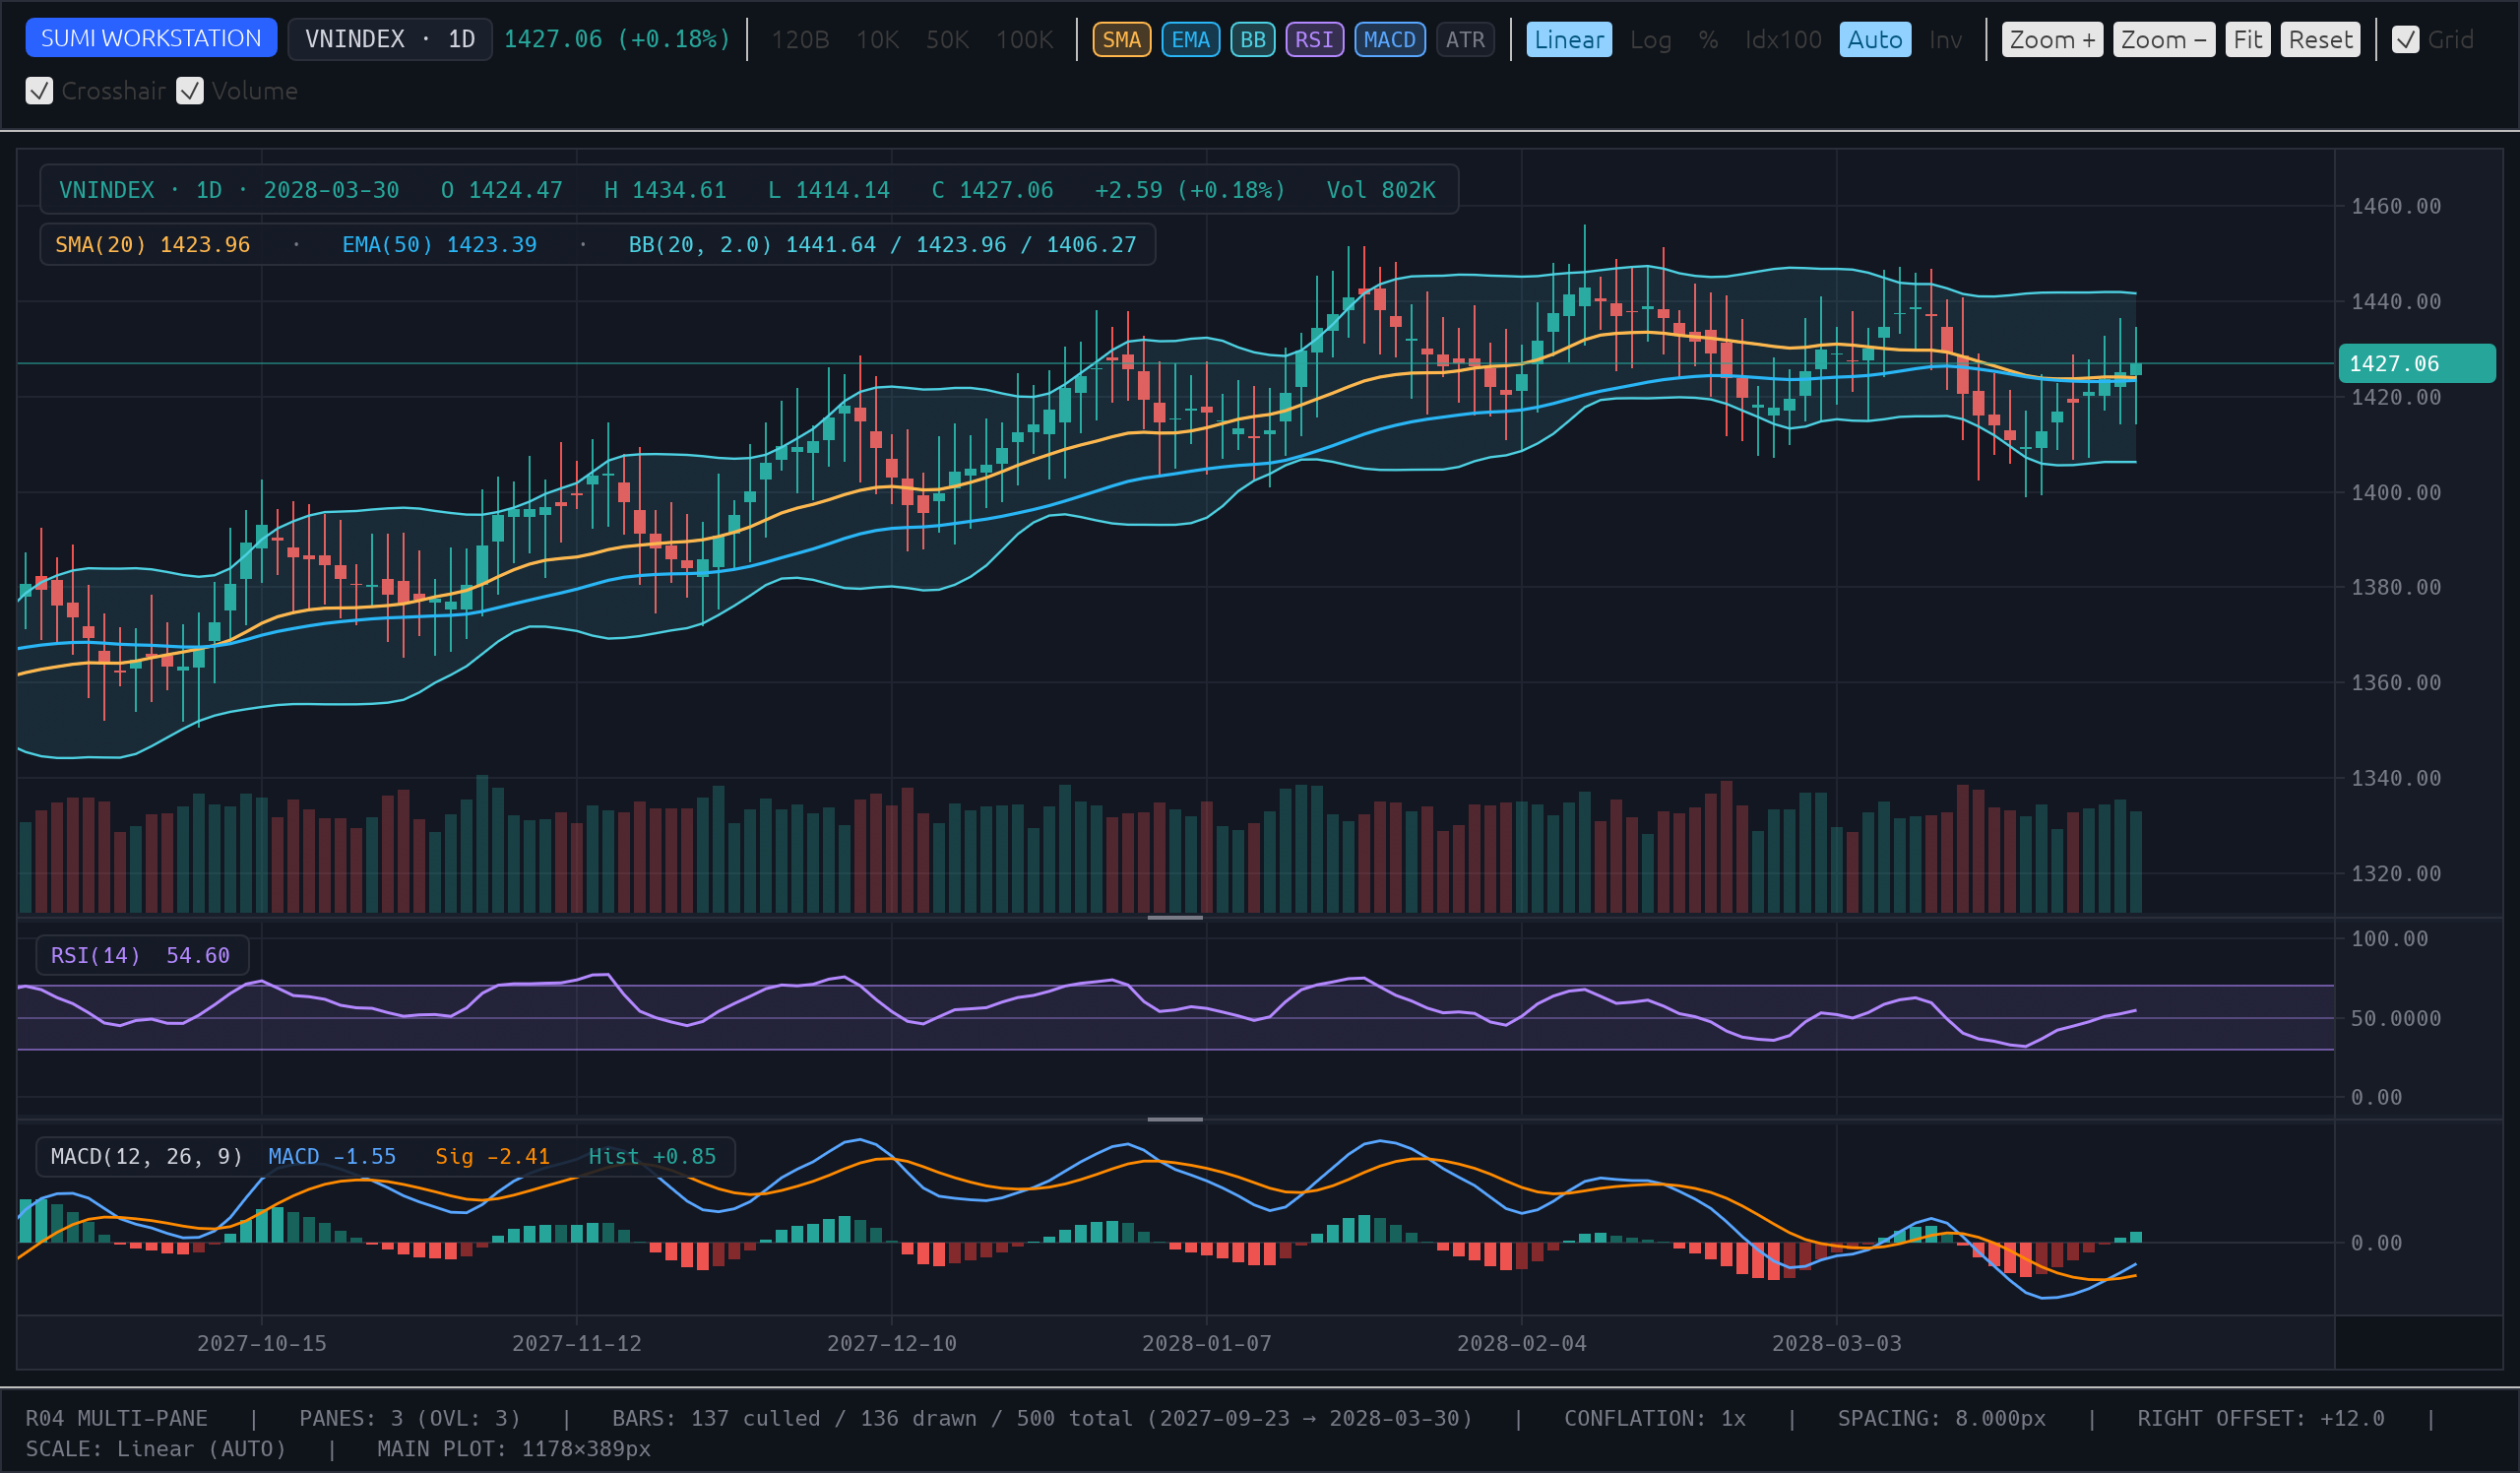 SUMI WORKSTATION VNINDEX · 1D 1427.06 (+0.18%) 120B 10K 50K 100K SMA EMA BB RSI MACD ATR Linear Log % Idx100 Auto Inv Zoom + Zoom − Fit Reset Grid
Crosshair Volume
VNINDEX · 1D · 2028-03-30 O 1424.47 H 1434.61 L 1414.14 C 1427.06 +2.59 (+0.18%) Vol 802K
SMA(20) 1423.96 · EMA(50) 1423.39 · BB(20, 2.0) 1441.64 / 1423.96 / 1406.27
1460.00
1440.00
1427.06
1420.00
1400.00
1380.00
1360.00
1340.00
1320.00
RSI(14) 54.60
100.00
50.0000
0.00
MACD(12, 26, 9) MACD -1.55 Sig -2.41 Hist +0.85
0.00
2027-10-15 2027-11-12 2027-12-10 2028-01-07 2028-02-04 2028-03-03
R04 MULTI-PANE | PANES: 3 (OVL: 3) | BARS: 137 culled / 136 drawn / 500 total (2027-09-23 → 2028-03-30) | CONFLATION: 1x | SPACING: 8.000px | RIGHT OFFSET: +12.0 |
SCALE: Linear (AUTO) | MAIN PLOT: 1178×389px